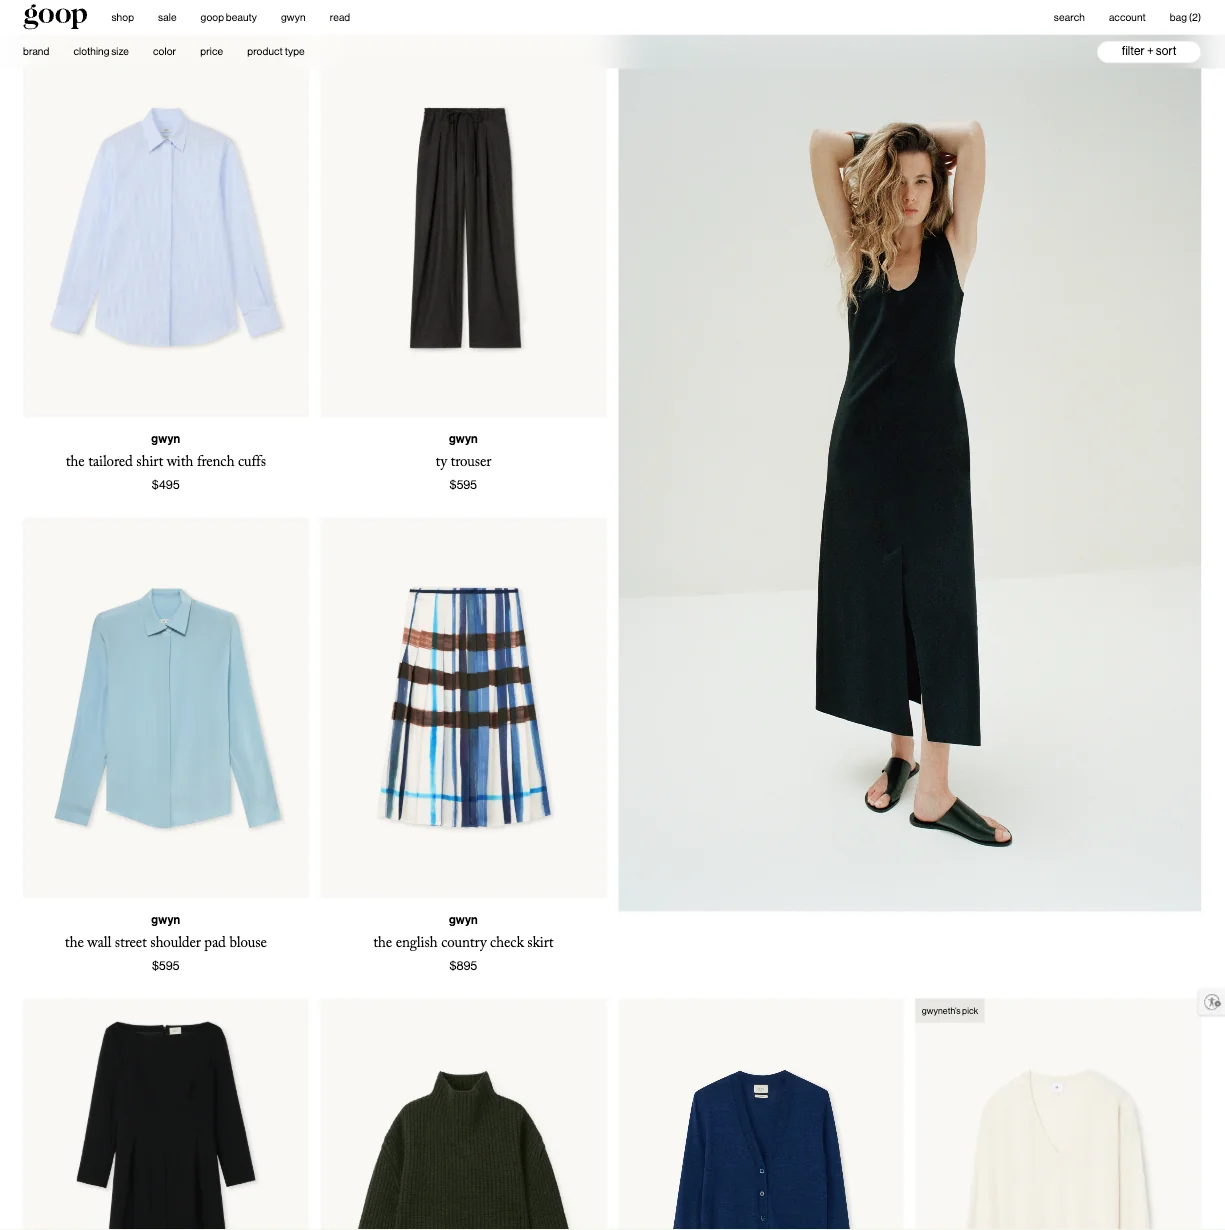 goop
shop sale goop beauty gwyn read
search account bag (2)
brand clothing size color price product type
filter + sort
gwyn
the tailored shirt with french cuffs
$495
gwyn
ty trouser
$595
gwyn
the wall street shoulder pad blouse
$595
gwyn
the english country check skirt
$895
gwyneth's pick